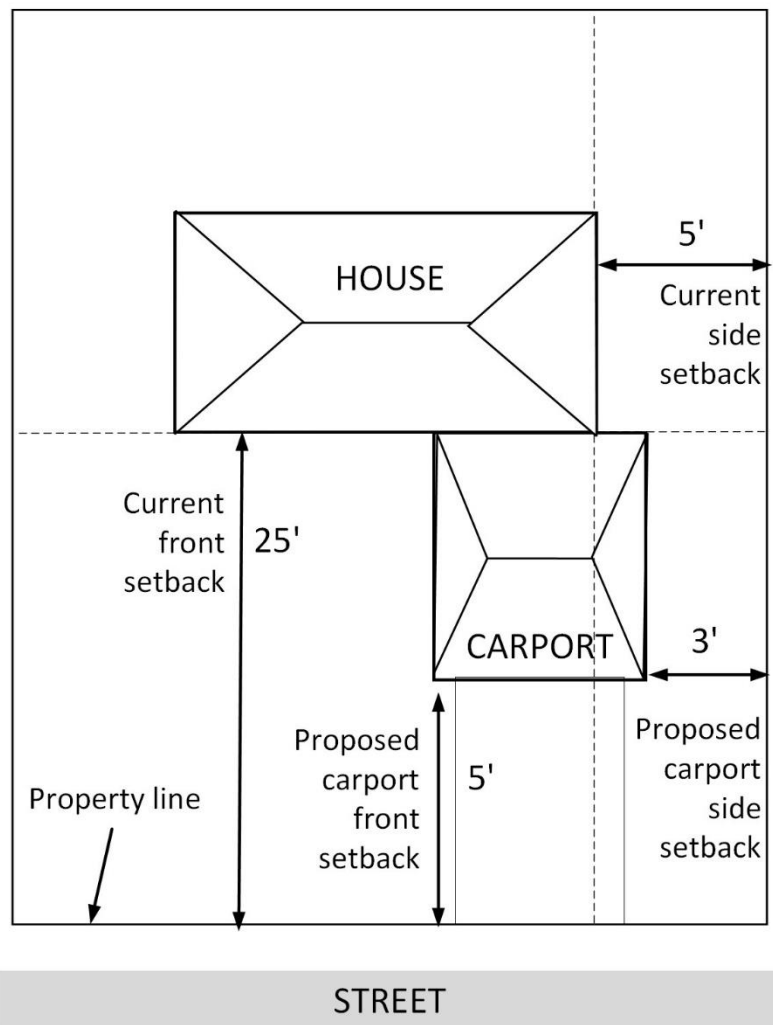 HOUSE
5'
Current
side
setback
Current
front
setback
25'
CARPORT
3'
Proposed
carport
front
setback
5'
Proposed
carport
side
setback
Property line
STREET